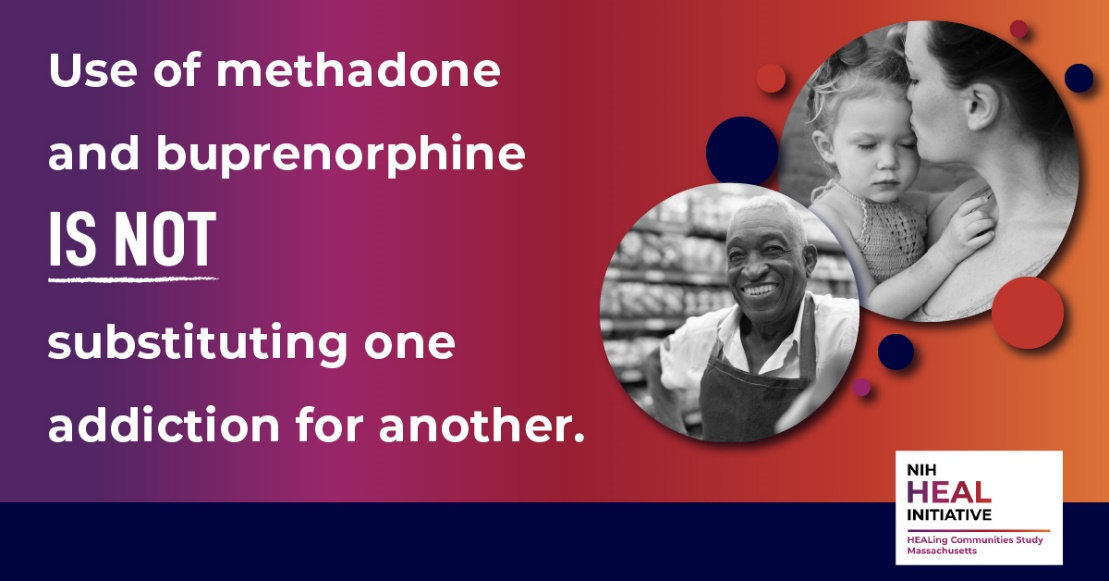 Use of methadone
and buprenorphine
IS NOT
substituting one
addiction for another.
NIH
HEAL
INITIATIVE
HEALing Communities Study
Massachusetts